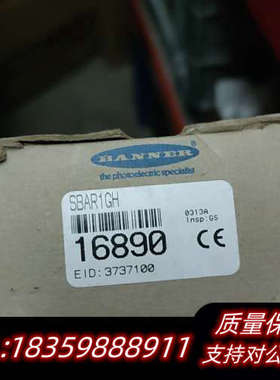 BANNER
the photoelectric specialist
SBAR1GH
0313A
Insp.GS
16890 CE
EID: 3737100
质量保
:18359888911 支持对公